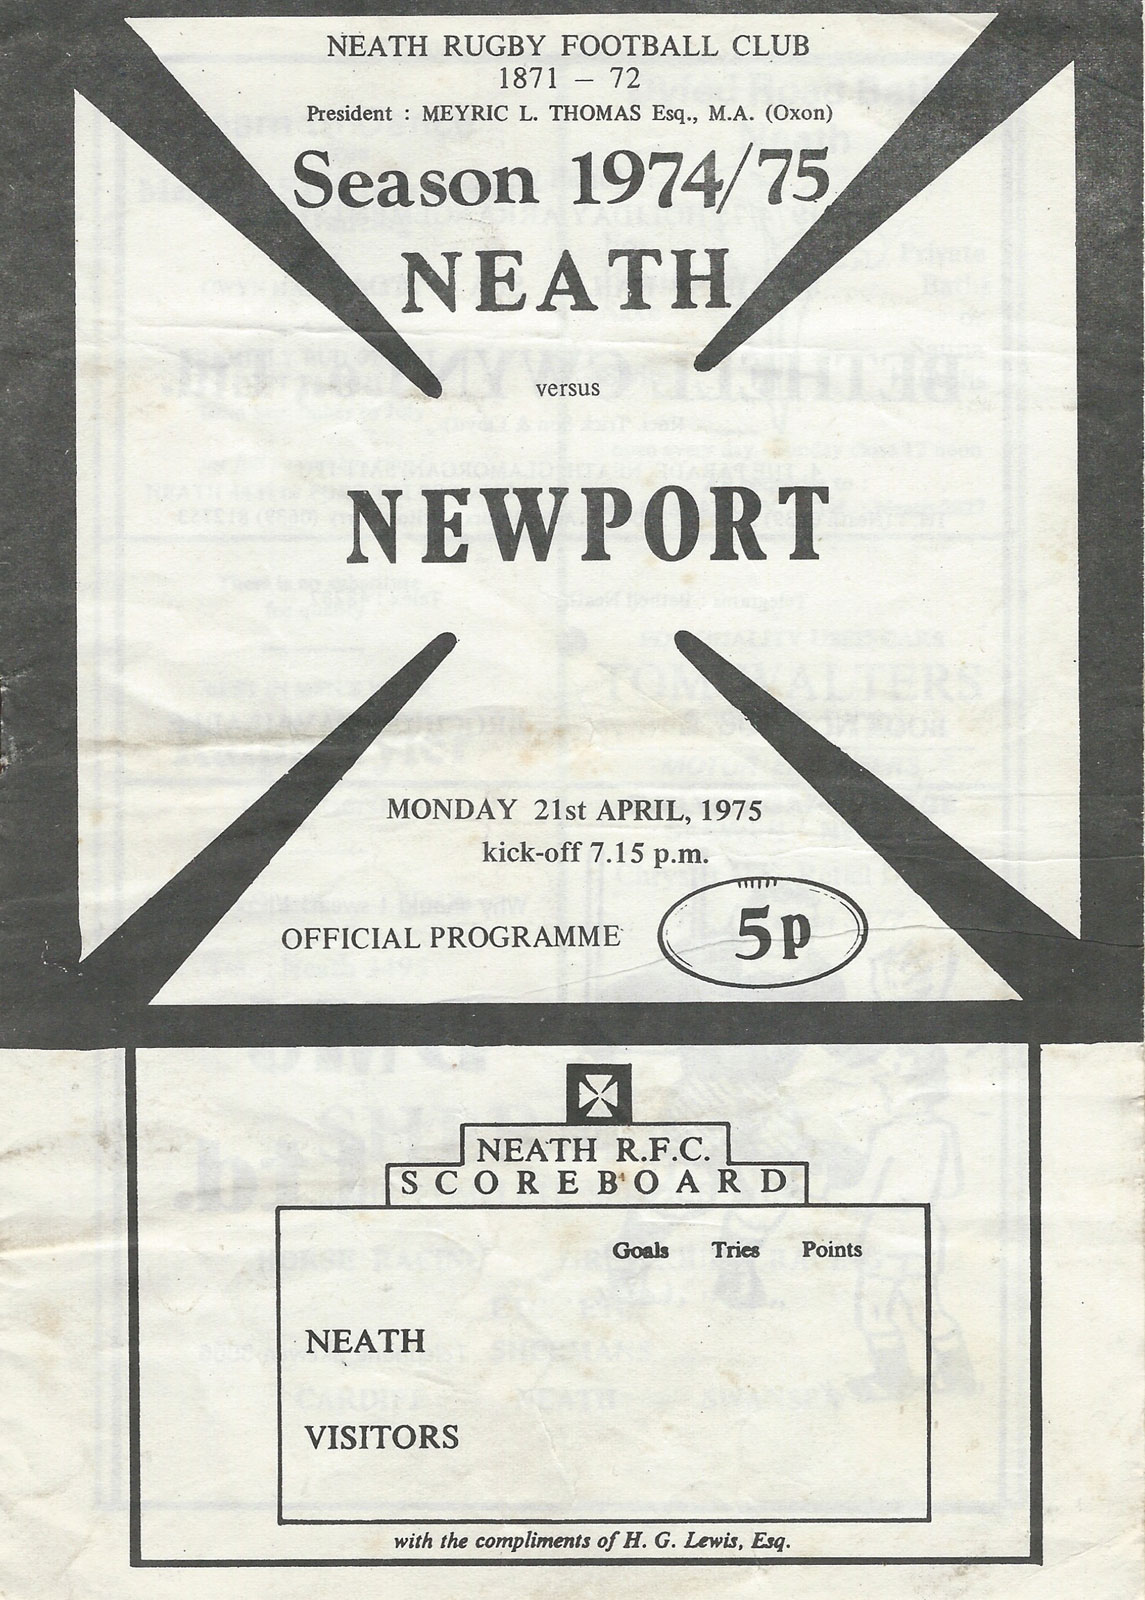 NEATH RUGBY FOOTBALL CLUB
1871 – 72
President : MEYRIC L. THOMAS Esq., M.A. (Oxon)
Season 1974/75
NEATH
versus
NEWPORT
MONDAY 21st APRIL, 1975
kick-off 7.15 p.m.
OFFICIAL PROGRAMME 5p
NEATH R.F.C.
SCOREBOARD
Goals Tries Points
NEATH
VISITORS
with the compliments of H. G. Lewis, Esq.